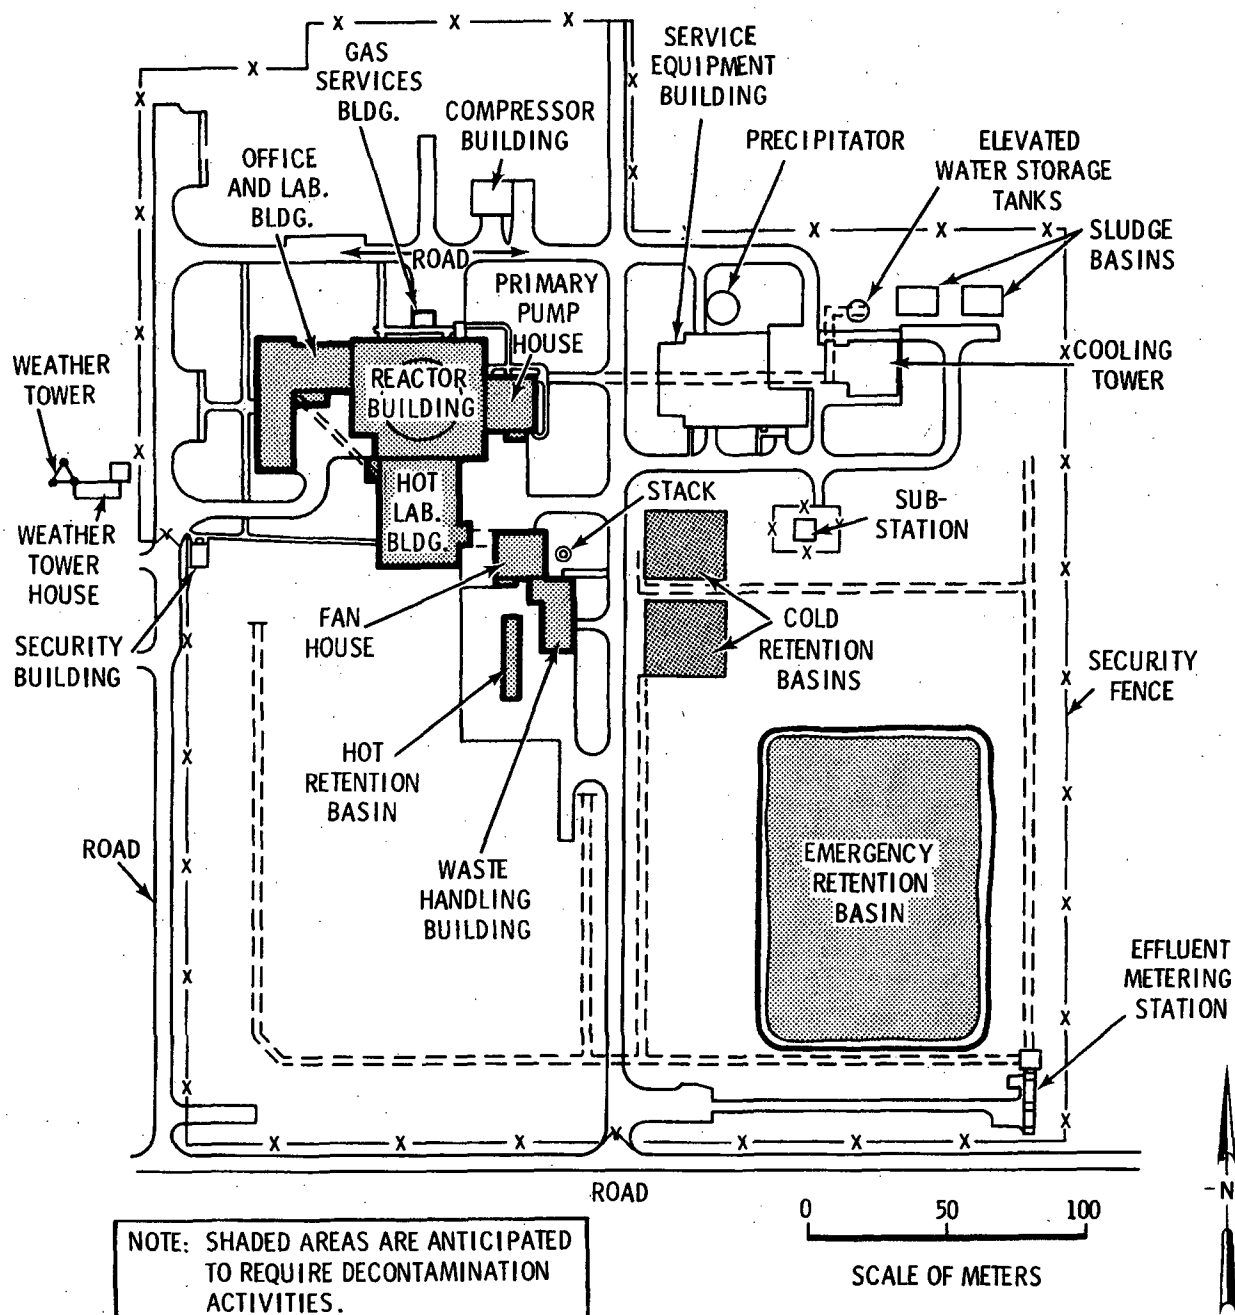 GAS
SERVICES
BLDG.
SERVICE
EQUIPMENT
BUILDING
COMPRESSOR
BUILDING
PRECIPITATOR
ELEVATED
WATER STORAGE
TANKS
OFFICE
AND LAB.
BLDG.
SLUDGE
BASINS
ROAD
PRIMARY
PUMP
HOUSE
WEATHER
TOWER
REACTOR
BUILDING
COOLING
TOWER
HOT
LAB.
BLDG.
STACK
SUB-
STATION
WEATHER
TOWER
HOUSE
FAN
HOUSE
COLD
RETENTION
BASINS
SECURITY
BUILDING
SECURITY
FENCE
HOT
RETENTION
BASIN
ROAD
WASTE
HANDLING
BUILDING
EMERGENCY
RETENTION
BASIN
EFFLUENT
METERING
STATION
ROAD
N
0 50 100
SCALE OF METERS
NOTE: SHADED AREAS ARE ANTICIPATED
TO REQUIRE DECONTAMINATION
ACTIVITIES.